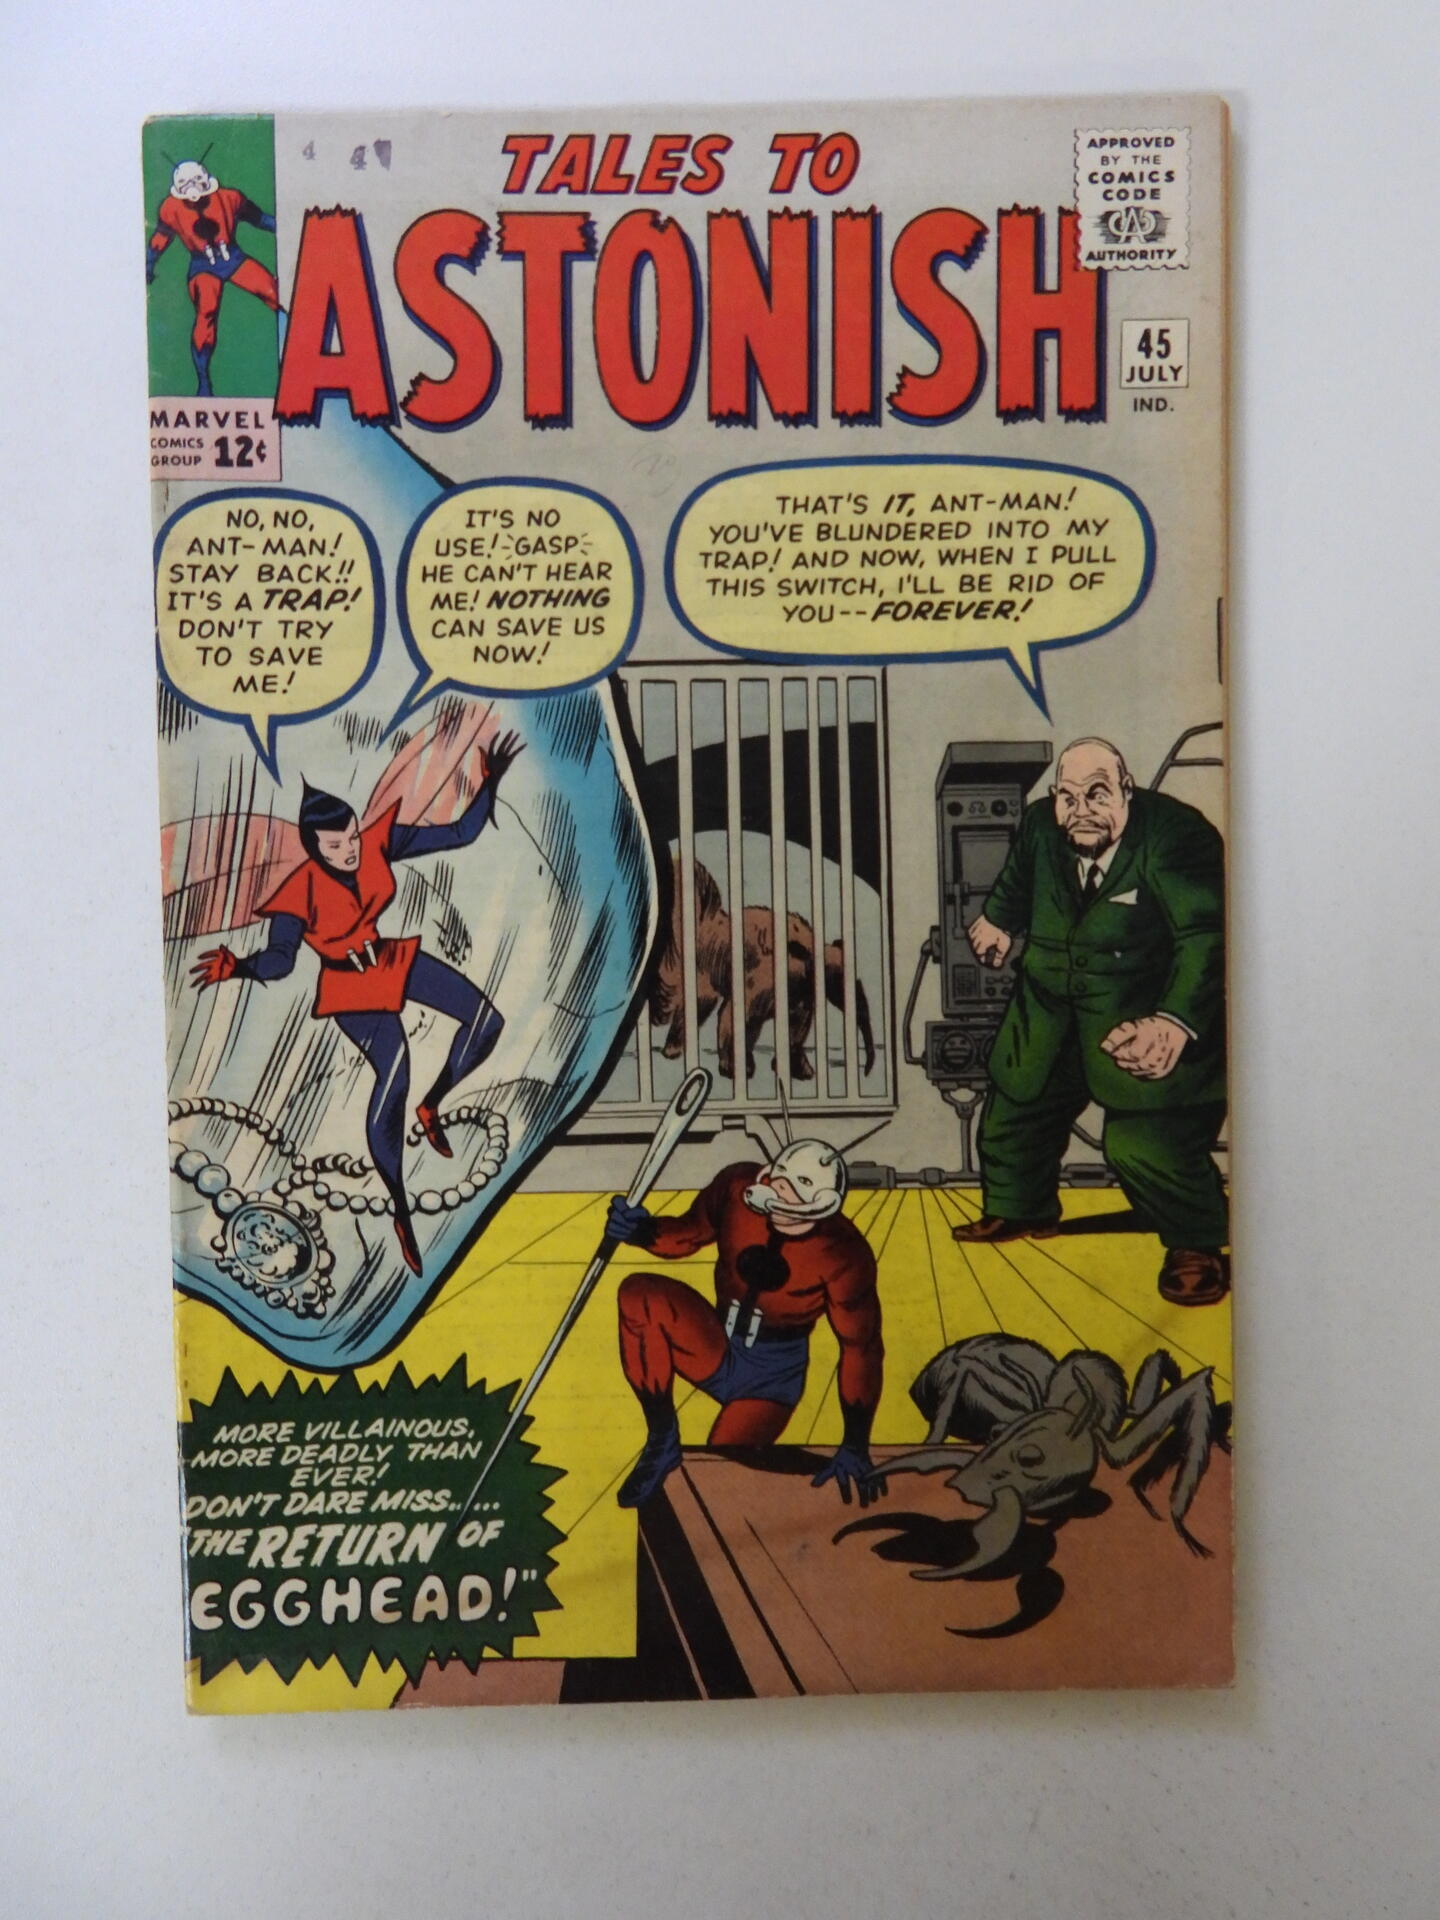 4 4
TALES TO
ASTONISH
APPROVED
BY THE
COMICS
CODE
CA
AUTHORITY
45
JULY
IND.
MARVEL
COMICS
GROUP 12¢
NO, NO,
ANT-MAN!
STAY BACK!!
IT'S A TRAP!
DON'T TRY
TO SAVE
ME!
IT'S NO
USE! -GASP-
HE CAN'T HEAR
ME! NOTHING
CAN SAVE US
NOW!
THAT'S IT, ANT-MAN!
YOU'VE BLUNDERED INTO MY
TRAP! AND NOW, WHEN I PULL
THIS SWITCH, I'LL BE RID OF
YOU--FOREVER!
MORE VILLAINOUS,
MORE DEADLY THAN
EVER!
DON'T DARE MISS.....
"THE RETURN OF
EGGHEAD!"